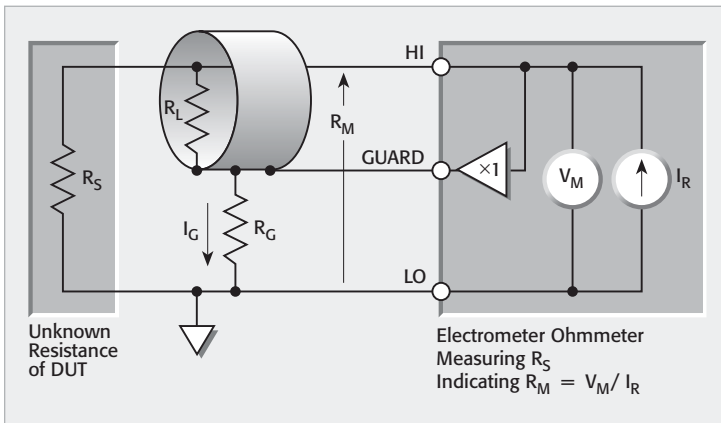 HI
R_L
R_M
R_S
GUARD
×1
V_M
I_R
I_G
R_G
LO
Unknown
Resistance
of DUT
Electrometer Ohmmeter
Measuring R_S
Indicating R_M = V_M/ I_R